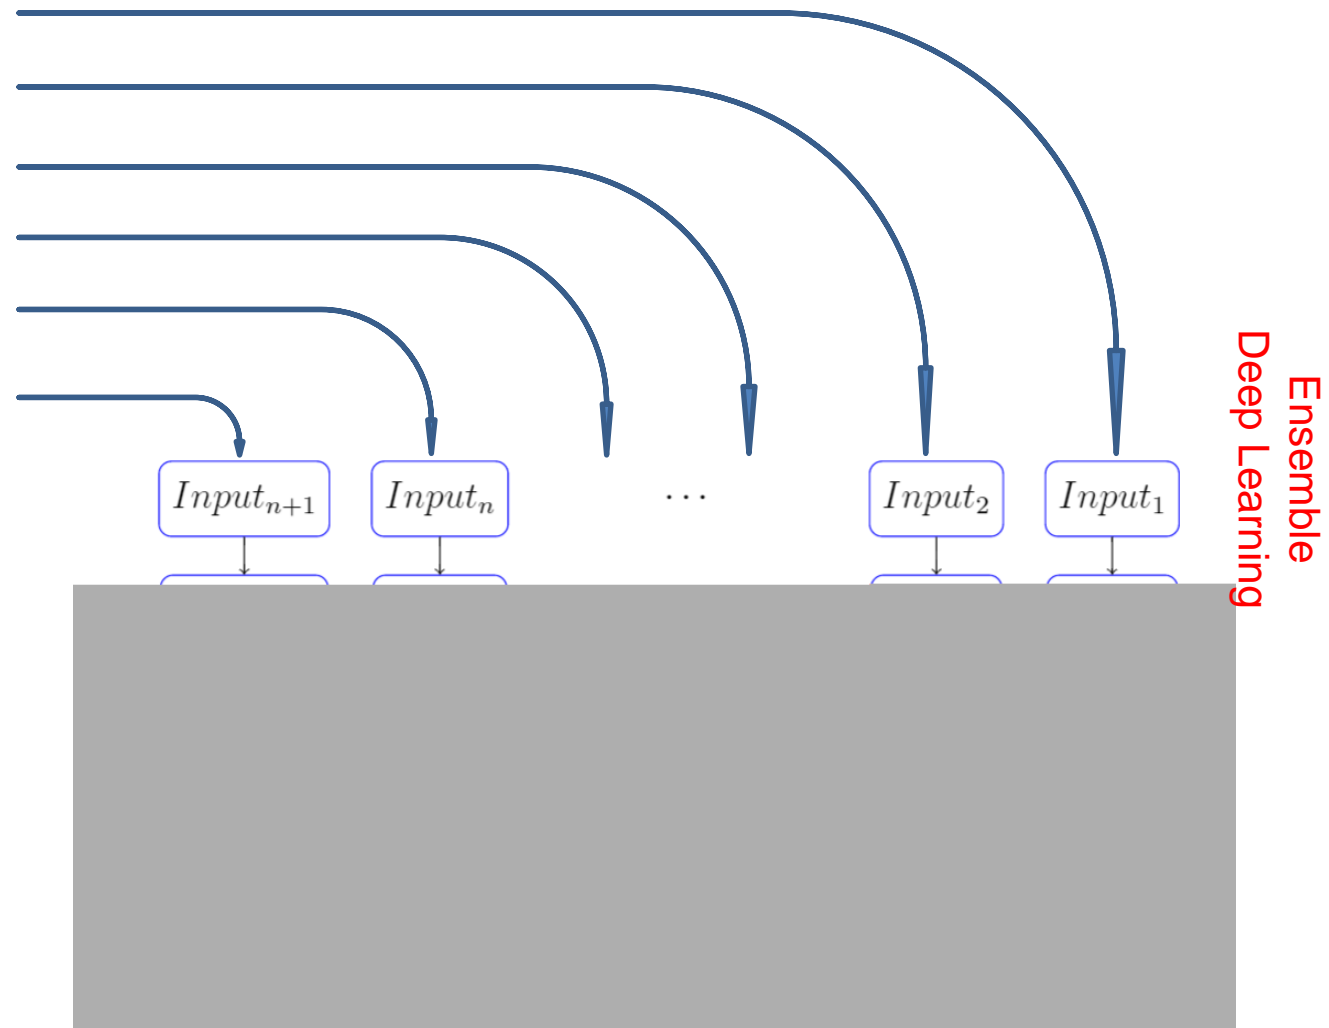 Ensemble
Deep Learning
Input_{n+1}
Input_n
...
Input_2
Input_1